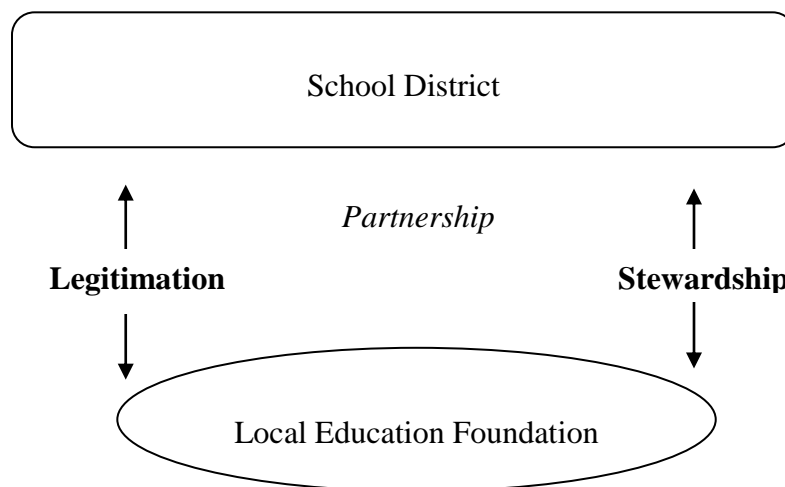 School District
Partnership
Legitimation
Stewardship
Local Education Foundation